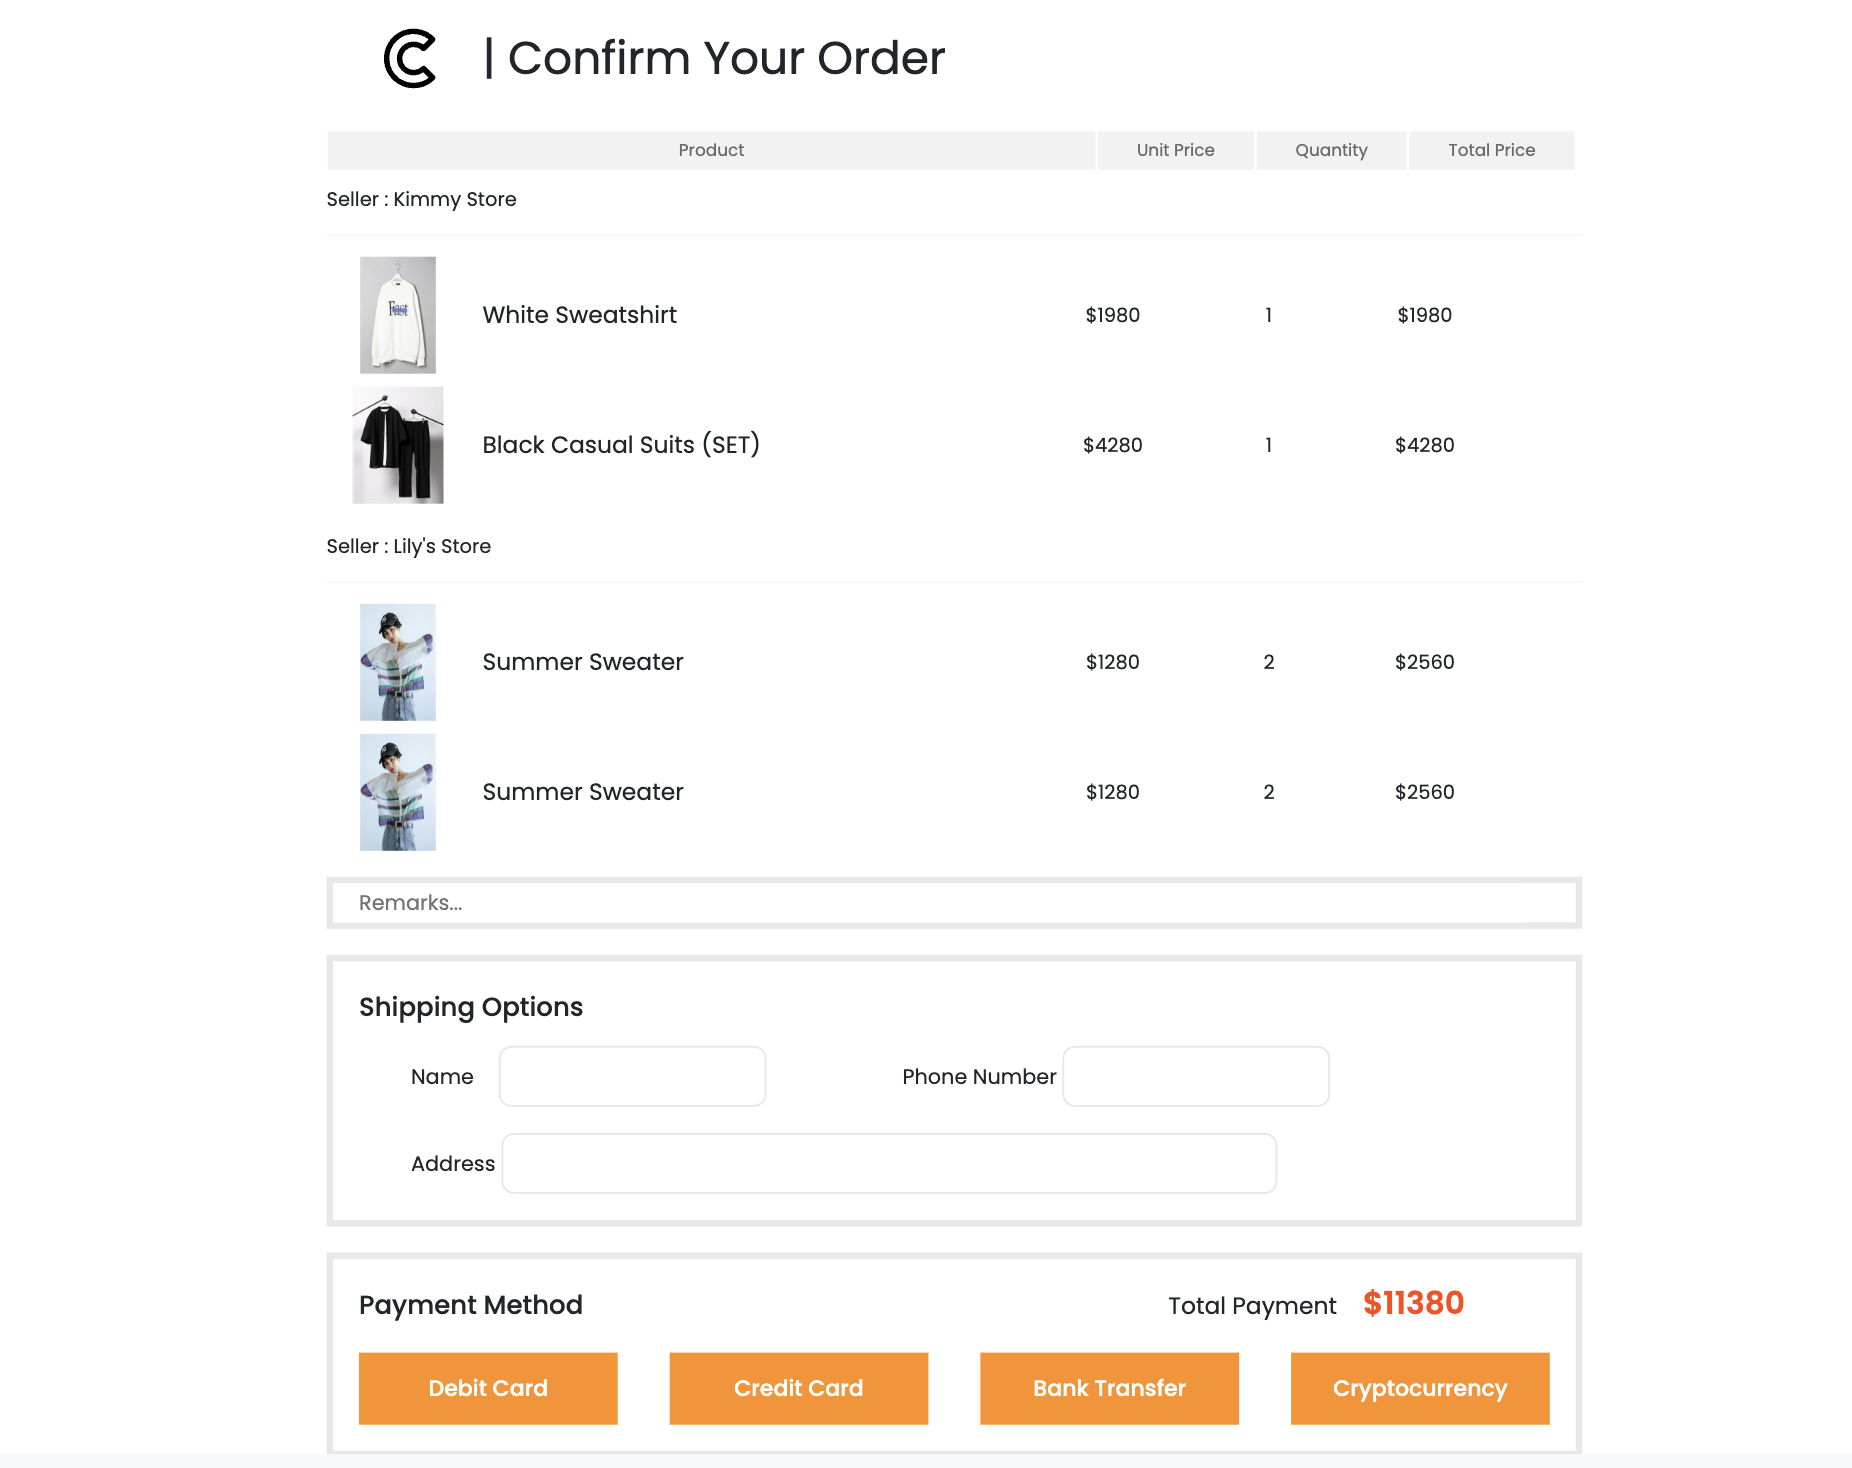 | Confirm Your Order
Product Unit Price Quantity Total Price
Seller : Kimmy Store
White Sweatshirt $1980 1 $1980
Black Casual Suits (SET) $4280 1 $4280
Seller : Lily's Store
Summer Sweater $1280 2 $2560
Summer Sweater $1280 2 $2560
Remarks...
Shipping Options
Name Phone Number
Address
Payment Method Total Payment $11380
Debit Card Credit Card Bank Transfer Cryptocurrency